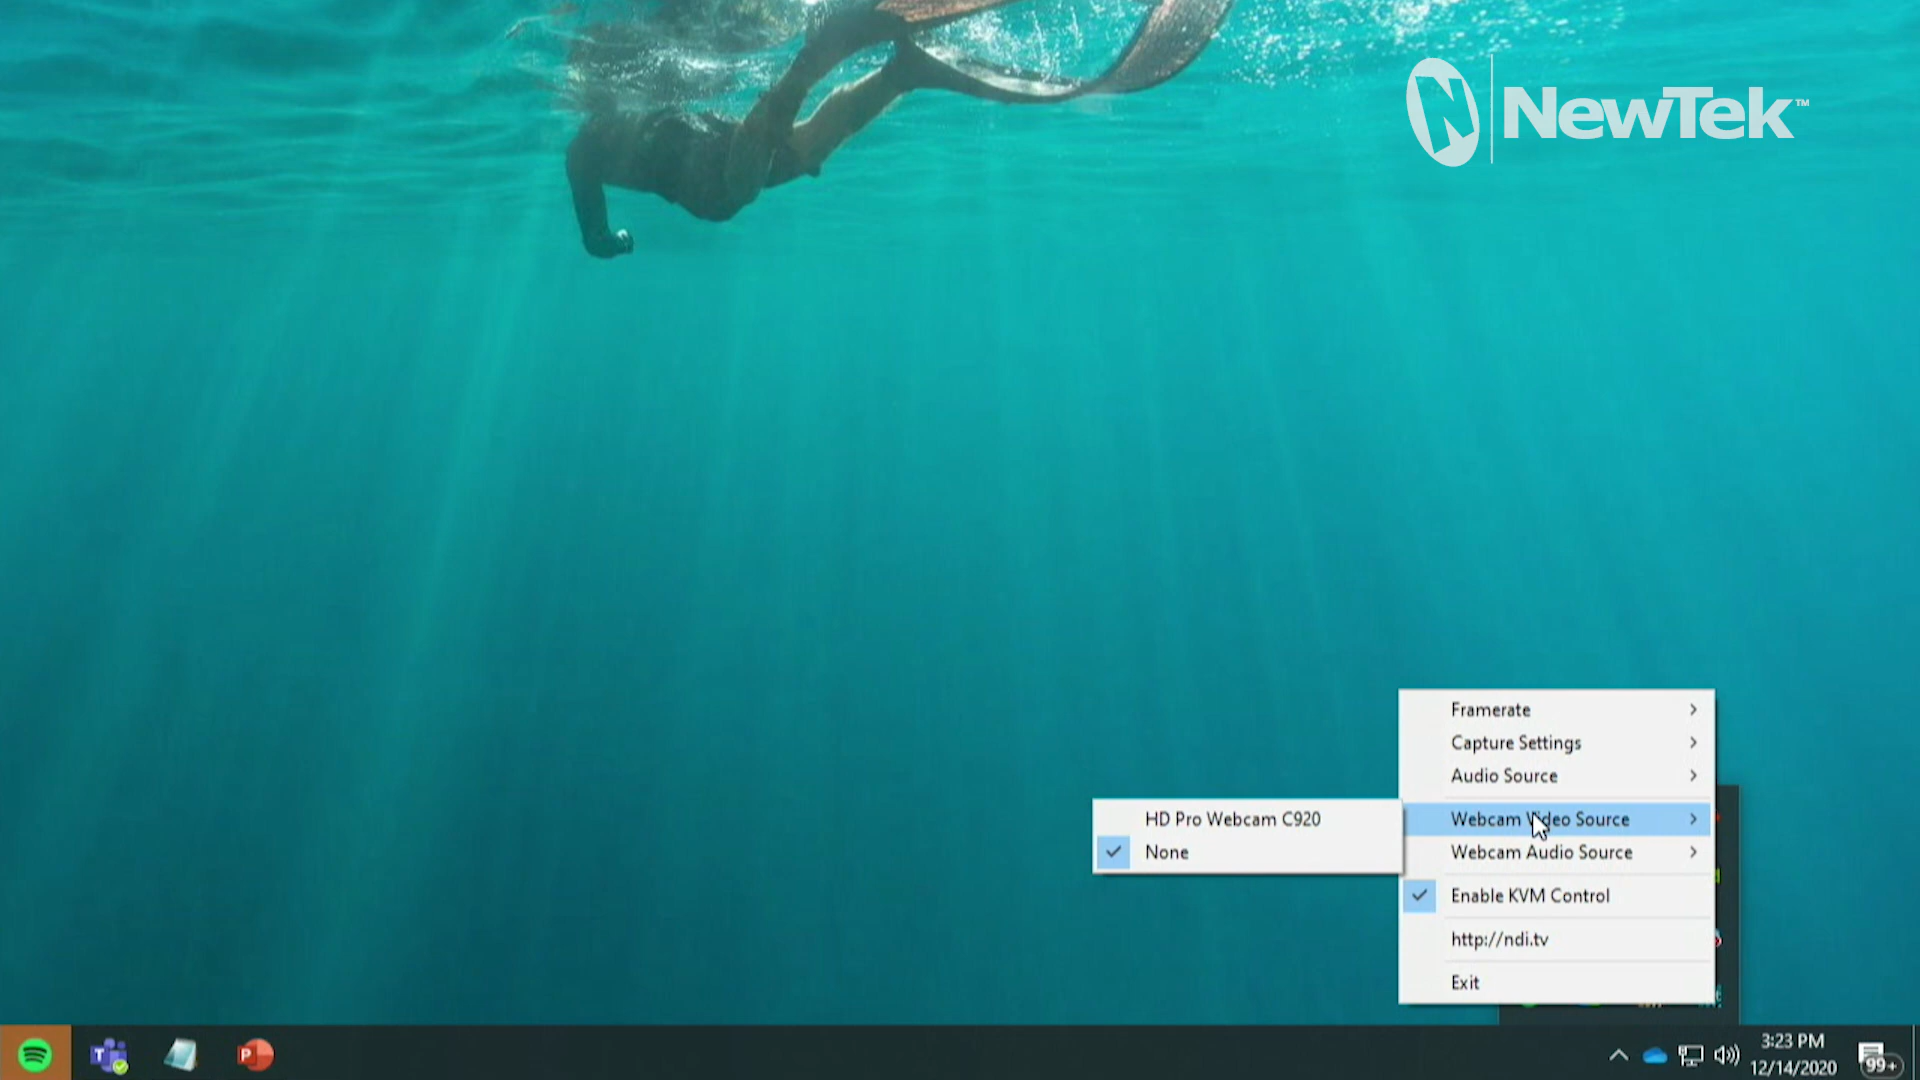 NewTek™
Framerate
Capture Settings
Audio Source
HD Pro Webcam C920
None
Webcam Video Source
Webcam Audio Source
Enable KVM Control
http://ndi.tv
Exit
3:23 PM
12/14/2020
99+